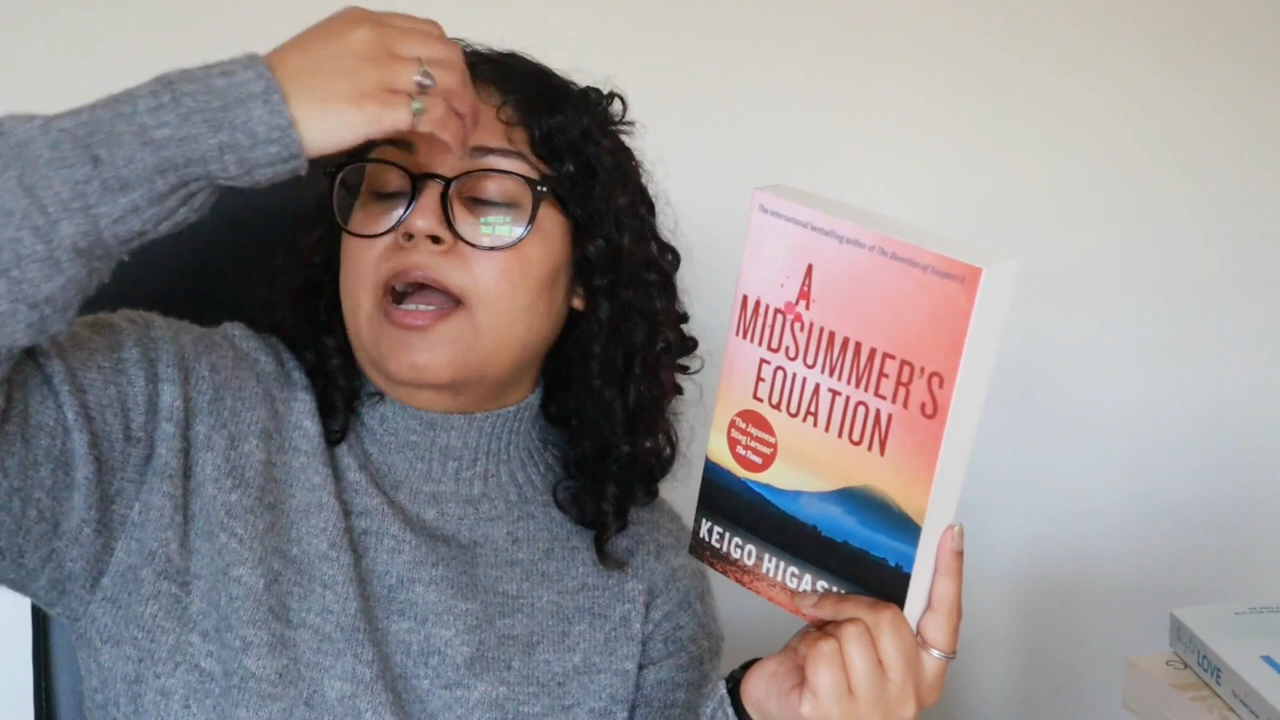 The international bestselling author of The Devotion of Suspect X
A
MIDSUMMER'S
EQUATION
'The Japanese
Stieg Larsson'
The Times
KEIGO HIGASHI
LOVE